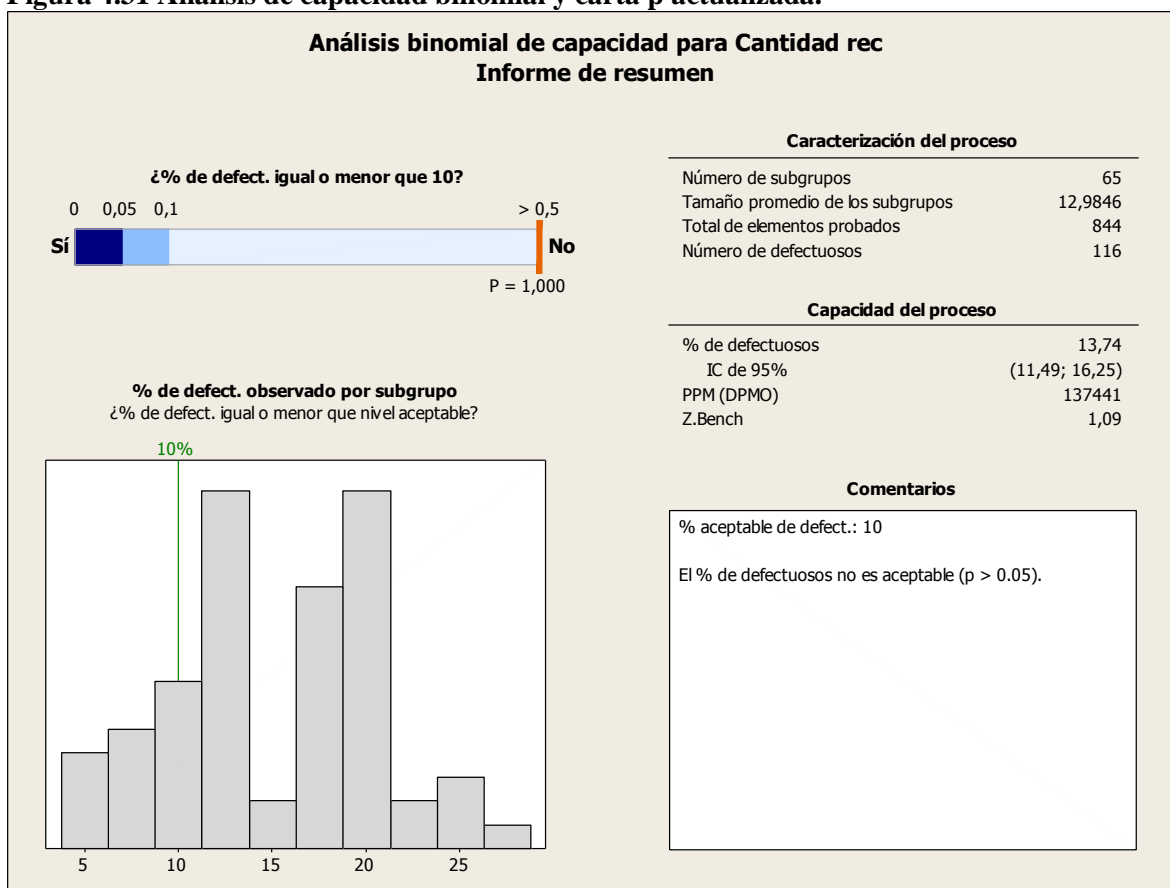 Figura 4.31 Análisis de capacidad binomial y carta p actualizada.
Análisis binomial de capacidad para Cantidad rec
Informe de resumen
¿% de defect. igual o menor que 10?
0 0,05 0,1 > 0,5
Sí No
P = 1,000
% de defect. observado por subgrupo
¿% de defect. igual o menor que nivel aceptable?
10%
5 10 15 20 25
Caracterización del proceso
Número de subgrupos 65
Tamaño promedio de los subgrupos 12,9846
Total de elementos probados 844
Número de defectuosos 116
Capacidad del proceso
% de defectuosos 13,74
IC de 95% (11,49; 16,25)
PPM (DPMO) 137441
Z.Bench 1,09
Comentarios
% aceptable de defect.: 10
El % de defectuosos no es aceptable (p > 0.05).